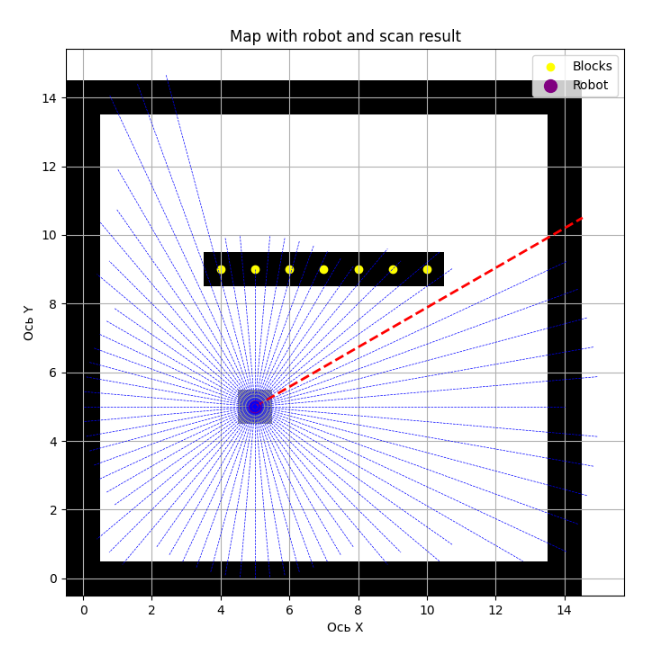 Map with robot and scan result
Blocks
Robot
Ось Y
14
12
10
8
6
4
2
0
0 2 4 6 8 10 12 14
Ось X